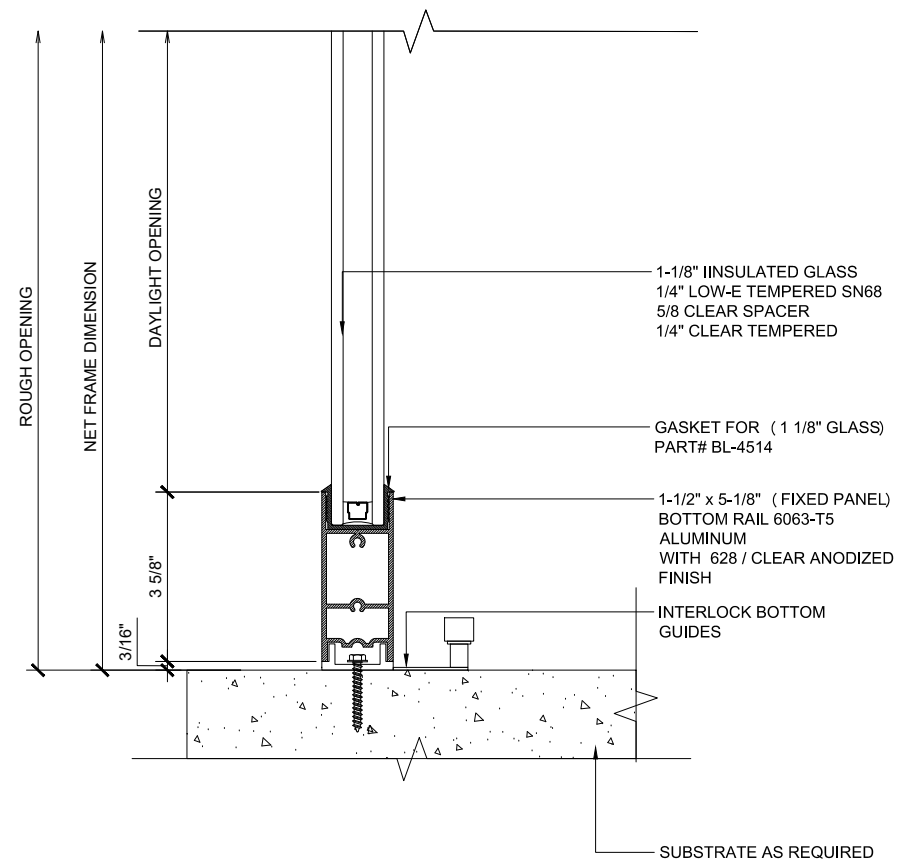 ROUGH OPENING
NET FRAME DIMENSION
DAYLIGHT OPENING
3 5/8"
3/16"
1-1/8" IINSULATED GLASS
1/4" LOW-E TEMPERED SN68
5/8 CLEAR SPACER
1/4" CLEAR TEMPERED
GASKET FOR ( 1 1/8" GLASS)
PART# BL-4514
1-1/2" x 5-1/8" ( FIXED PANEL)
BOTTOM RAIL 6063-T5
ALUMINUM
WITH 628 / CLEAR ANODIZED
FINISH
INTERLOCK BOTTOM
GUIDES
SUBSTRATE AS REQUIRED